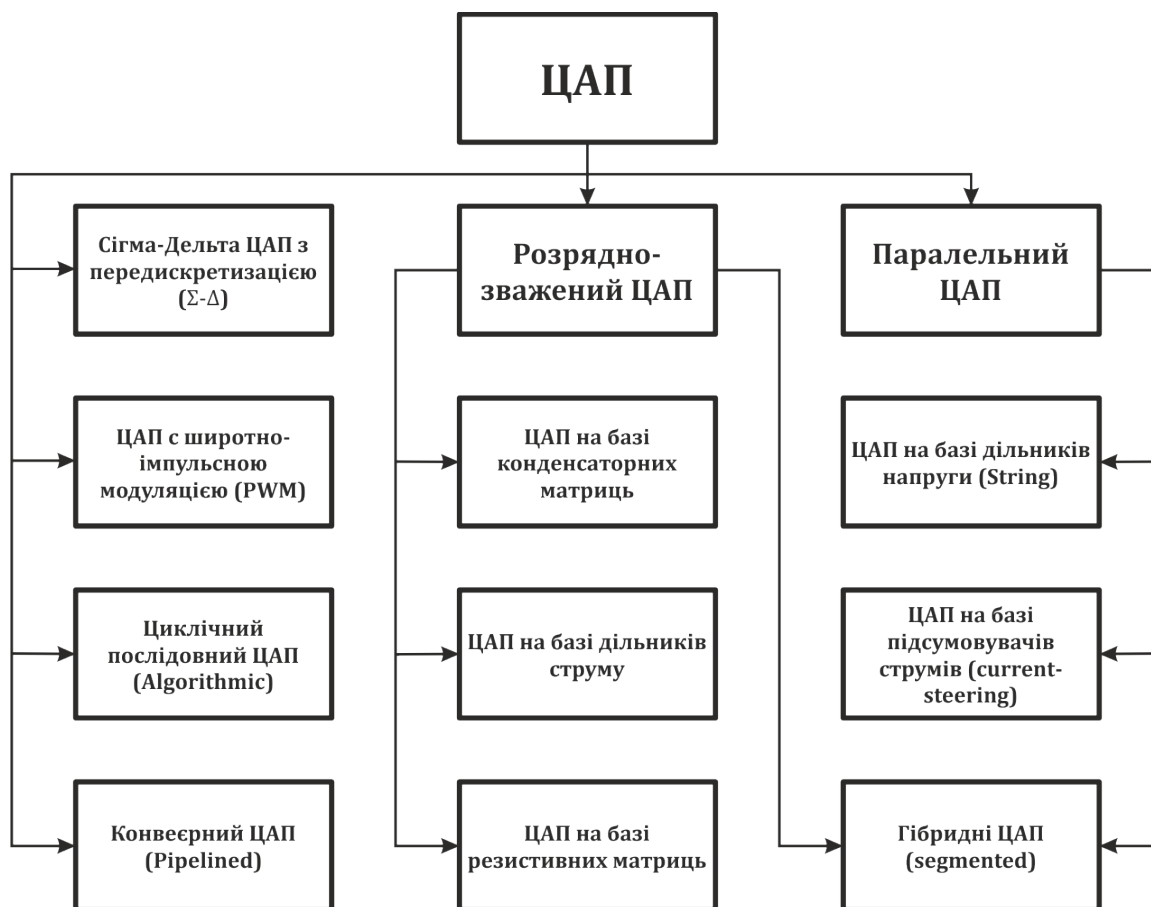 ЦАП
Сігма-Дельта ЦАП з
передискретизацією
(Σ-Δ)
Розрядно-
зважений ЦАП
Паралельний
ЦАП
ЦАП с широтно-
імпульсною
модуляцією (PWM)
ЦАП на базі
конденсаторних
матриць
ЦАП на базі дільників
напруги (String)
Циклічний
послідовний ЦАП
(Algorithmic)
ЦАП на базі дільників
струму
ЦАП на базі
підсумовувачів
струмів (current-
steering)
Конвеєрний ЦАП
(Pipelined)
ЦАП на базі
резистивних матриць
Гібридні ЦАП
(segmented)